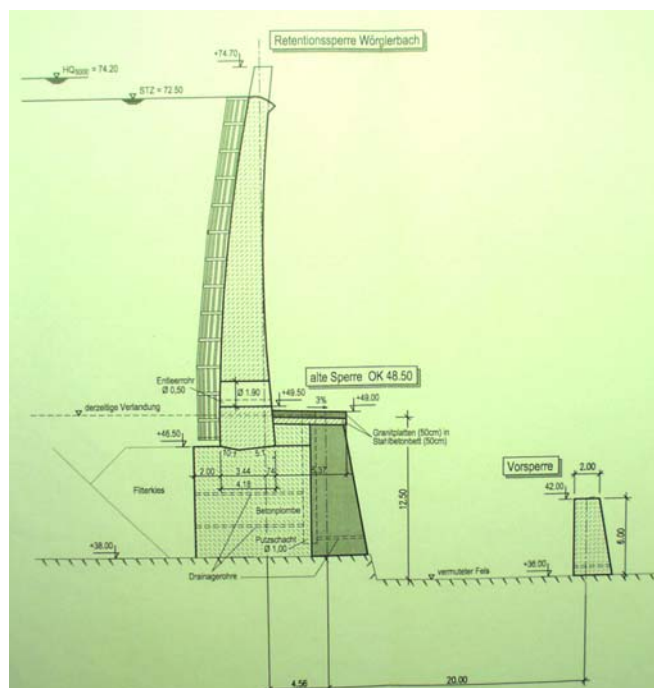 Retentionssperre Wörglerbach
+74.70
HQ5000 = 74.20
STZ = 72.50
alte Sperre OK 48.50
Entleerrohr
Ø 0,50
Ø 1,90
+49.50
3%
+49.00
derzeitige Verlandung
Granitplatten (50cm) in
Stahlbetonbett (50cm)
+46.50
Vorsperre
10:1
2.00
3.44
4.18
2.00
42.00
Filterkies
Betonplombe
12.50
6.00
Putzschacht
Ø 1,00
+38.00
vermuteter Fels
Drainagerohre
4.56
20.00